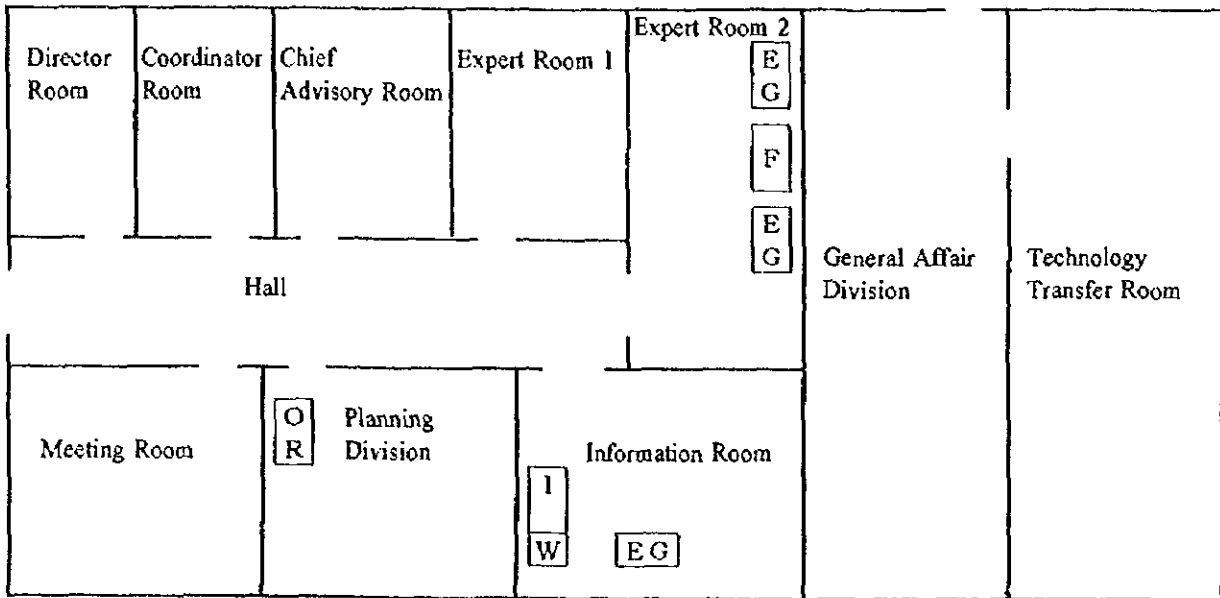 Director
Room
Coordinator
Room
Chief
Advisory Room
Expert Room 1
Expert Room 2
E
G
F
E
G
General Affair
Division
Technology
Transfer Room
Hall
Meeting Room
O
R
Planning
Division
Information Room
1
W
E G